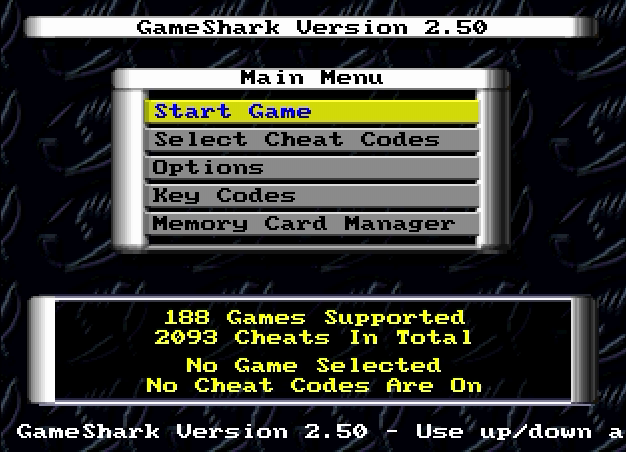 GameShark Version 2.50
Main Menu
Start Game
Select Cheat Codes
Options
Key Codes
Memory Card Manager
188 Games Supported
2093 Cheats In Total
No Game Selected
No Cheat Codes Are On
GameShark Version 2.50 - Use up/down a